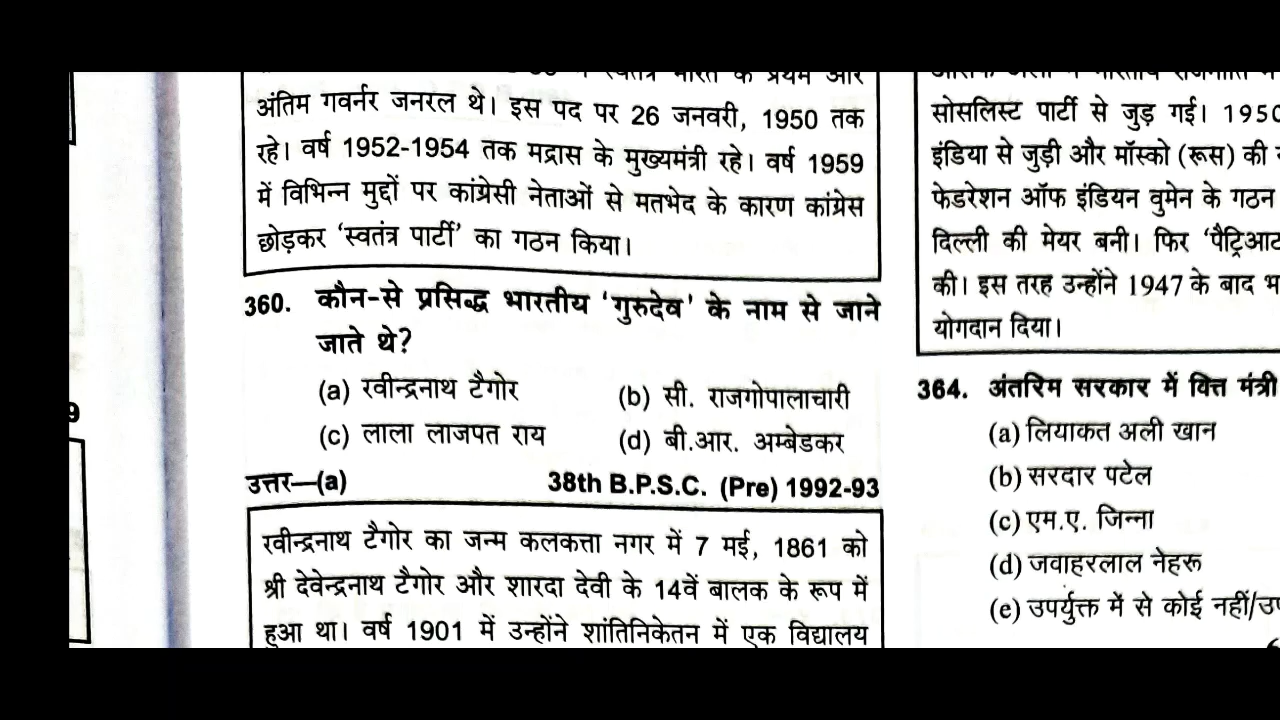 अंतिम गवर्नर जनरल थे। इस पद पर 26 जनवरी, 1950 तक
रहे। वर्ष 1952-1954 तक मद्रास के मुख्यमंत्री रहे। वर्ष 1959
में विभिन्न मुद्दों पर कांग्रेसी नेताओं से मतभेद के कारण कांग्रेस
छोड़कर ‘स्वतंत्र पार्टी’ का गठन किया।
360. कौन-से प्रसिद्ध भारतीय ‘गुरुदेव’ के नाम से जाने
जाते थे?
(a) रवीन्द्रनाथ टैगोर (b) सी. राजगोपालाचारी
(c) लाला लाजपत राय (d) बी.आर. अम्बेडकर
उत्तर—(a) 38th B.P.S.C. (Pre) 1992-93
रवीन्द्रनाथ टैगोर का जन्म कलकत्ता नगर में 7 मई, 1861 को
श्री देवेन्द्रनाथ टैगोर और शारदा देवी के 14वें बालक के रूप में
हुआ था। वर्ष 1901 में उन्होंने शांतिनिकेतन में एक विद्यालय
सोसलिस्ट पार्टी से जुड़ गई। 1950
इंडिया से जुड़ी और मॉस्को (रूस) की
फेडरेशन ऑफ इंडियन वुमेन के गठन
दिल्ली की मेयर बनी। फिर
की। इस तरह उन्होंने 1947 के बाद
योगदान दिया।
364. अंतरिम सरकार में वित्त मंत्री
(a) लियाकत अली खान
(b) सरदार पटेल
(c) एम.ए. जिन्ना
(d) जवाहरलाल नेहरू
(e) उपर्युक्त में से कोई नहीं/